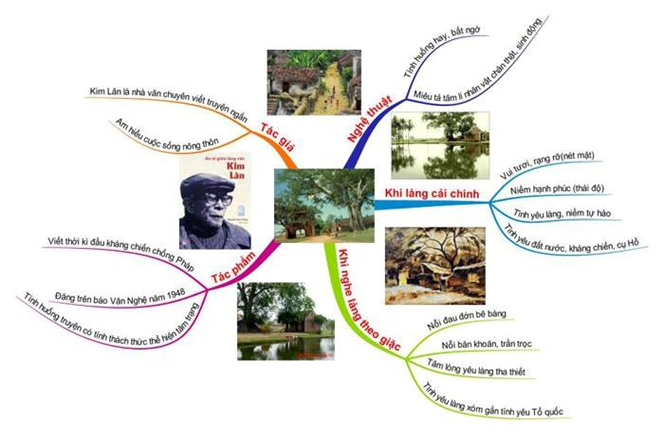 Kim Lân là nhà văn chuyên viết truyện ngắn
Am hiểu cuộc sống nông thôn
Tác giả
Kim
Lân
Tác phẩm
Viết thời kì đầu kháng chiến chống Pháp
Đăng trên báo Văn Nghệ năm 1948
Tình huống truyện có tính thách thức thể hiện tâm trạng
Nghệ thuật
Tình huống hay, bất ngờ
Miêu tả tâm lí nhân vật chân thật, sinh động
Khi làng cải chính
Vui tươi, rạng rỡ(nét mặt)
Niềm hạnh phúc (thái độ)
Tình yêu làng, niềm tự hào
Tình yêu đất nước, kháng chiến, cụ Hồ
Khi nghe làng theo giặc
Nỗi đau đớn bẽ bàng
Nỗi băn khoăn, trằn trọc
Tấm lòng yêu làng tha thiết
Tình yêu làng xóm gắn tình yêu Tổ quốc